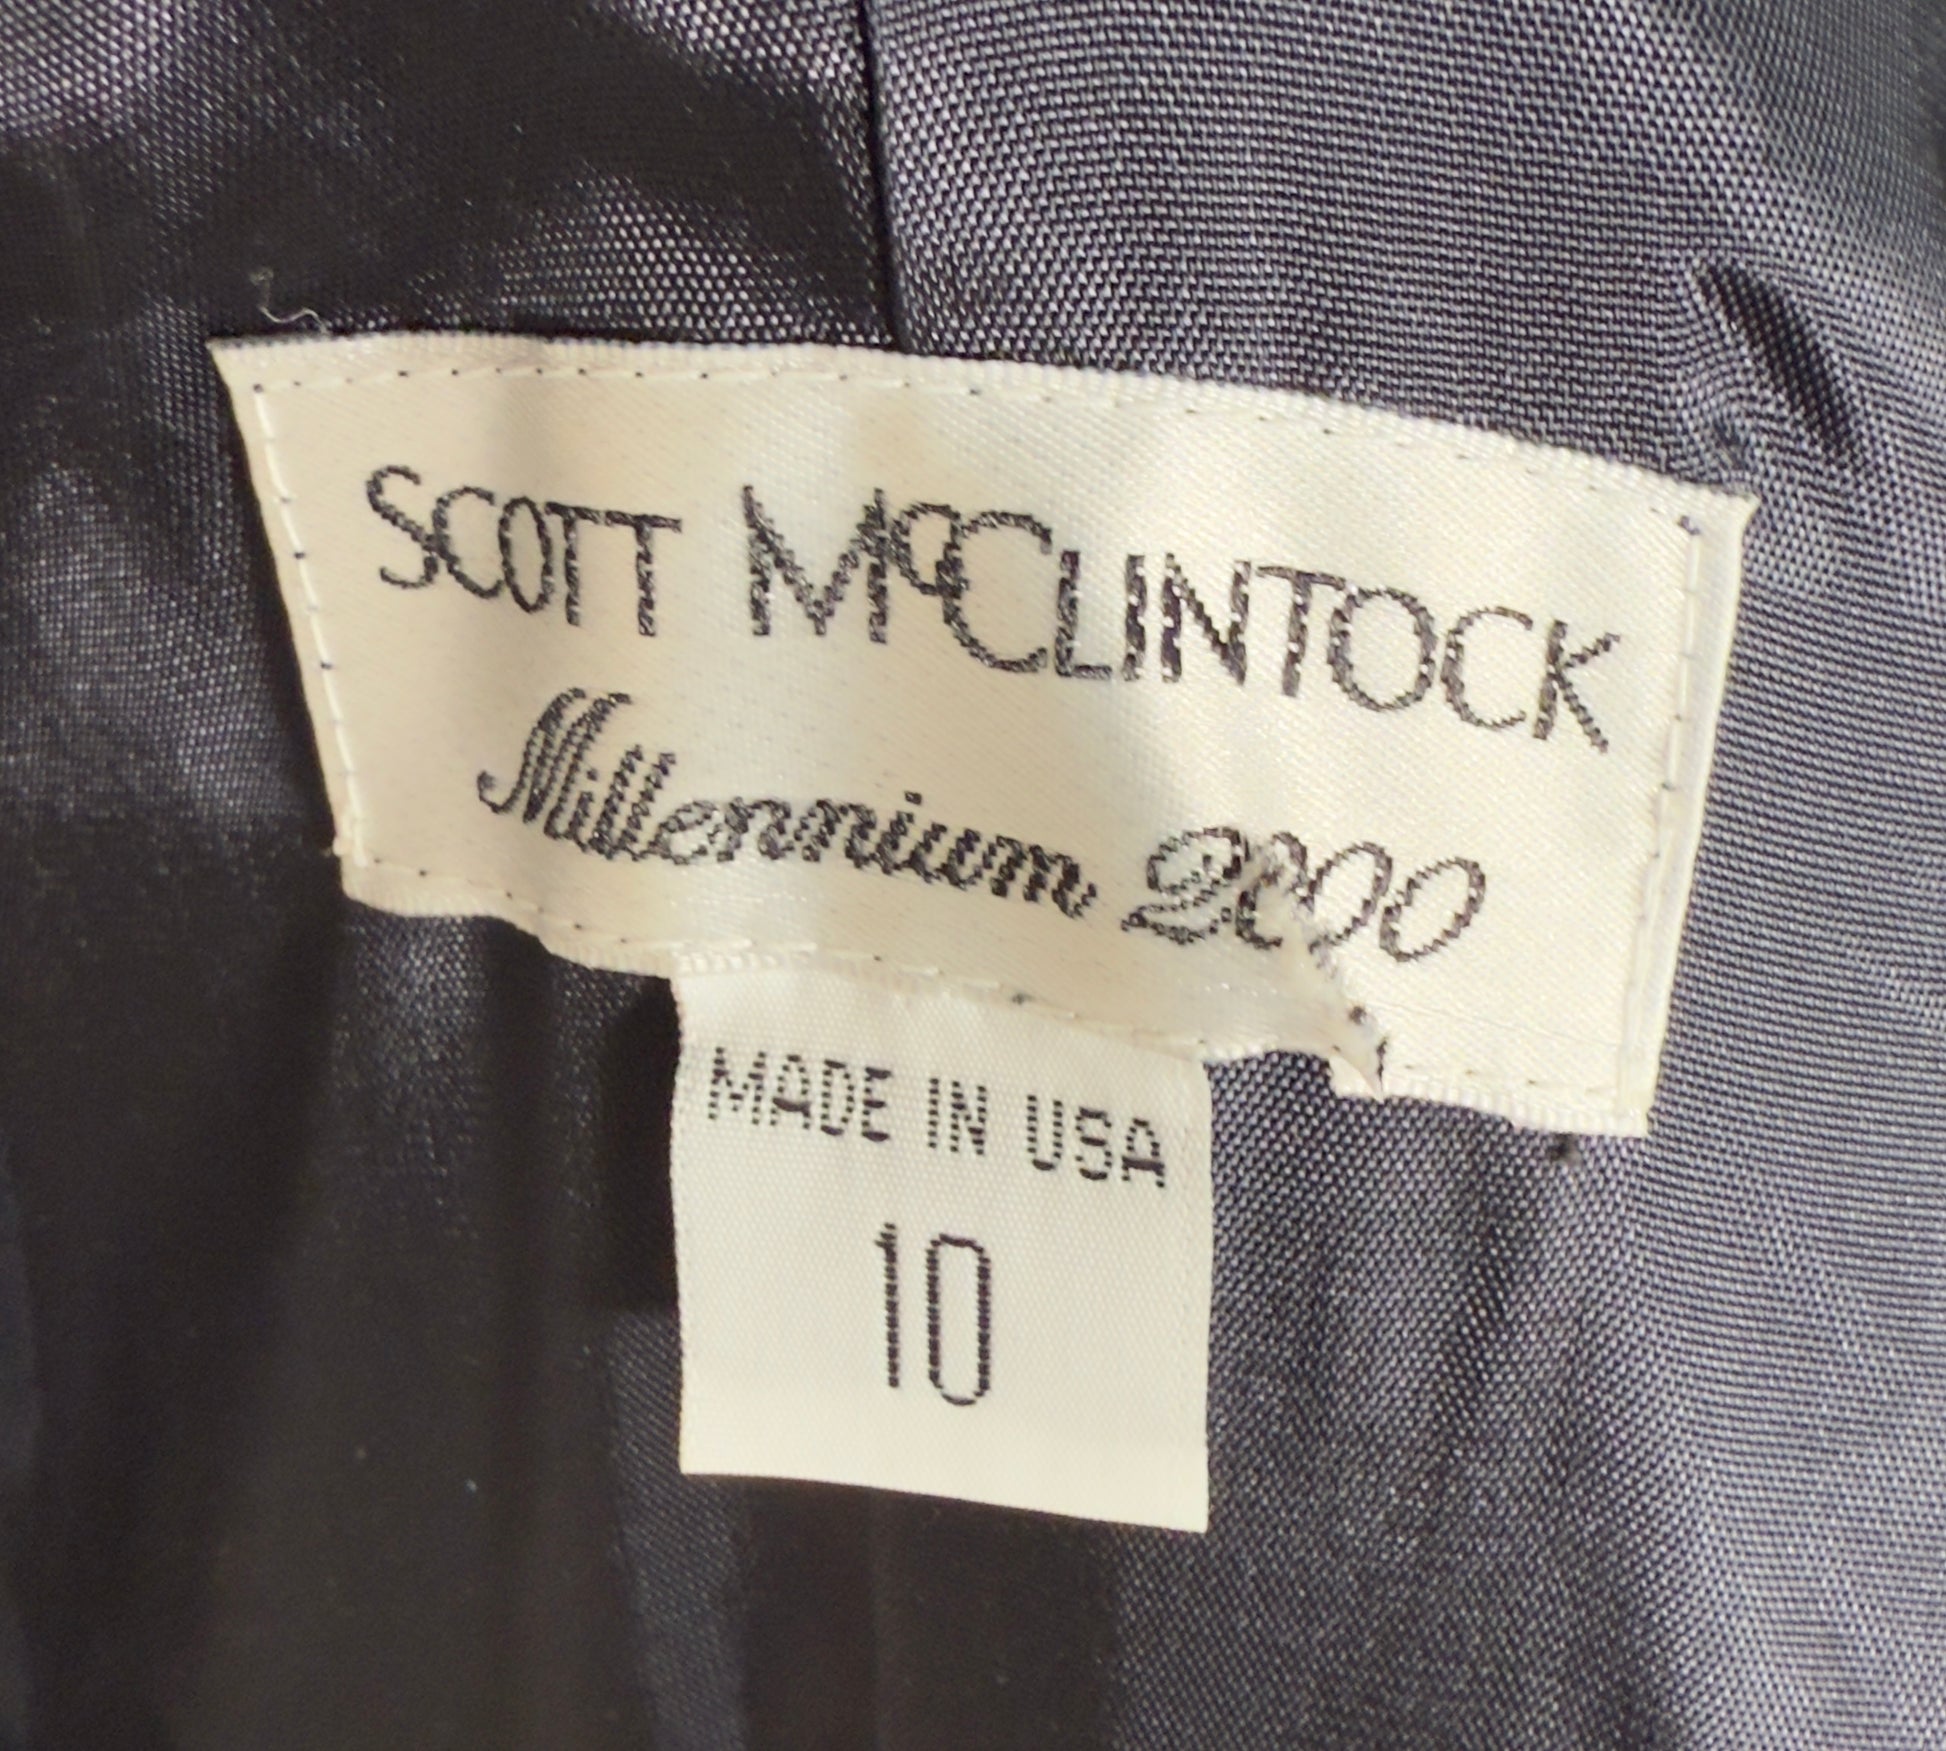 SCOTT McCLINTOCK
Millennium 2000
MADE IN USA
10